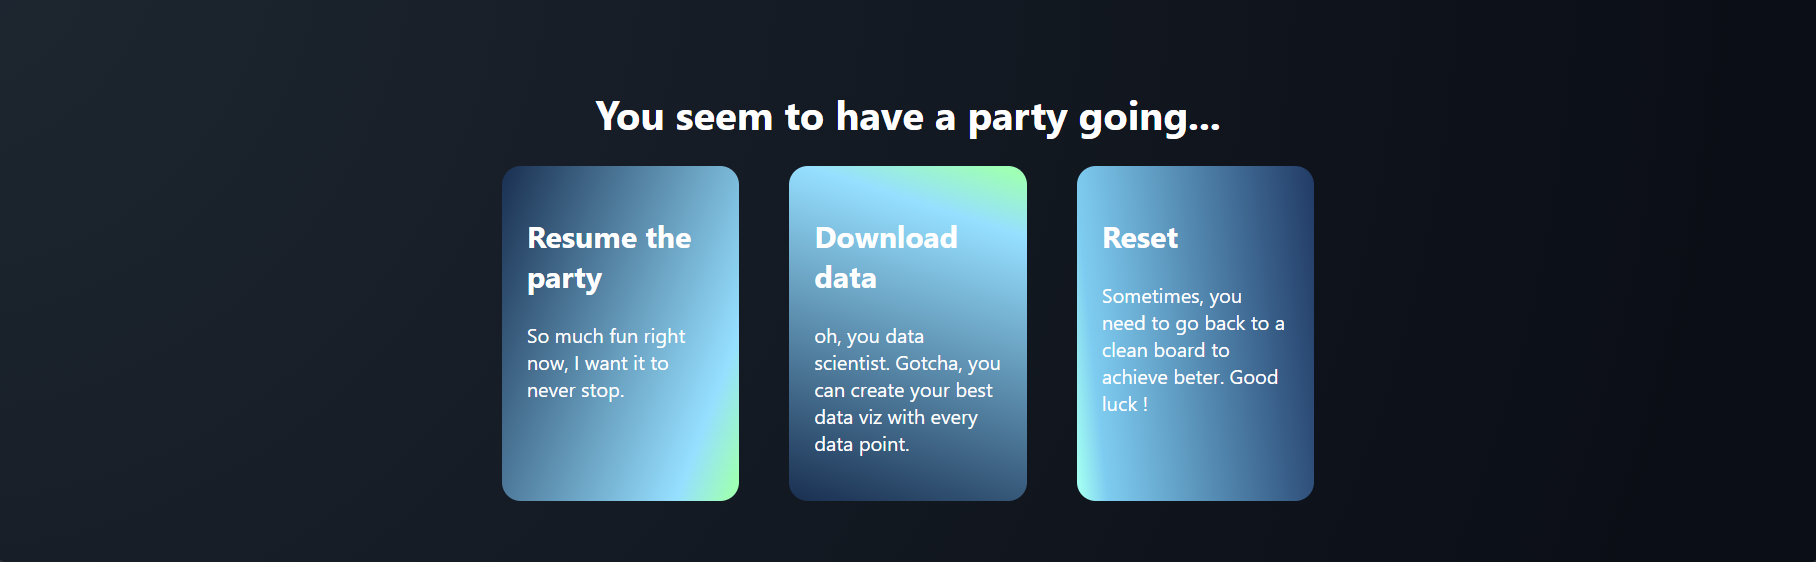 You seem to have a party going...
Resume the
party
So much fun right
now, I want it to
never stop.
Download
data
oh, you data
scientist. Gotcha, you
can create your best
data viz with every
data point.
Reset
Sometimes, you
need to go back to a
clean board to
achieve beter. Good
luck !